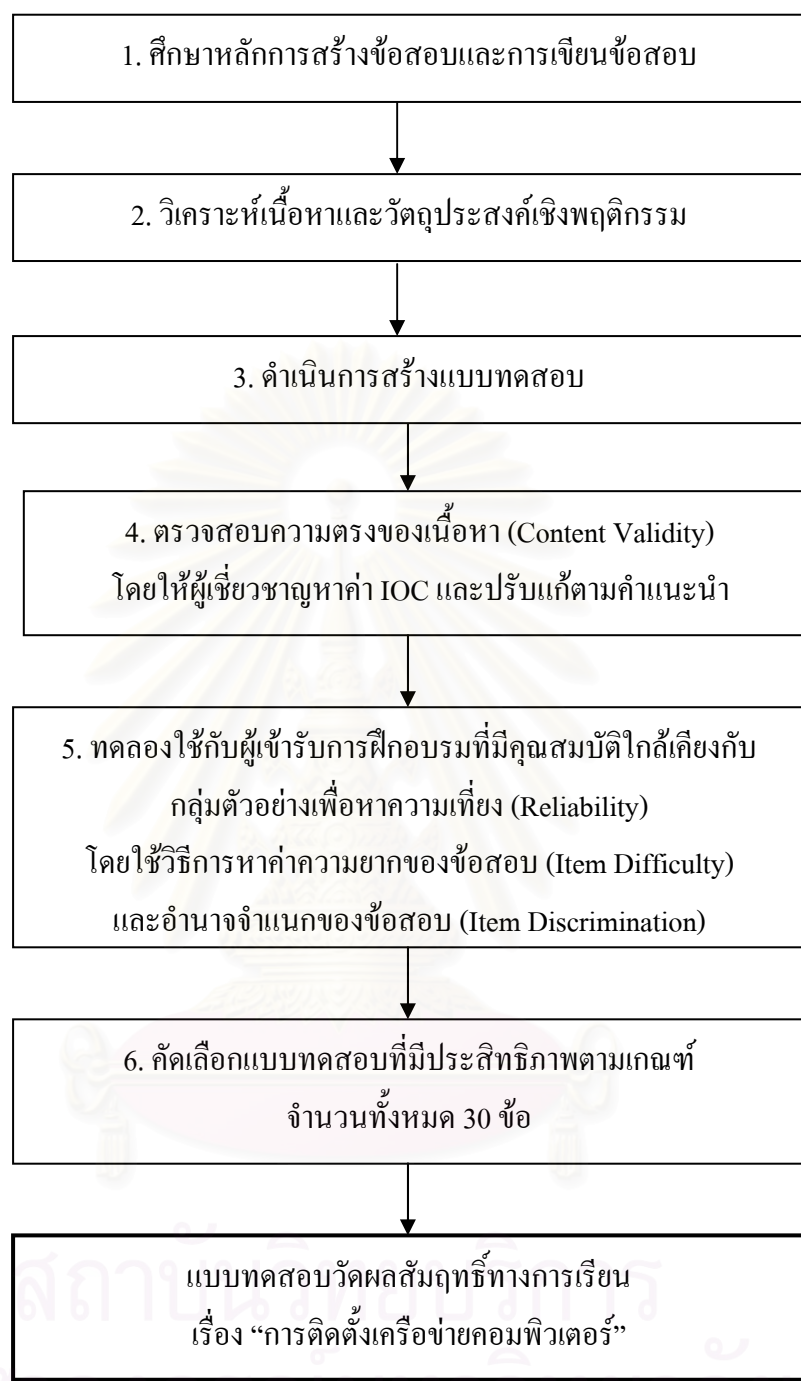 1. ศึกษาหลักการสร้างข้อสอบและการเขียนข้อสอบ
2. วิเคราะห์เนื้อหาและวัตถุประสงค์เชิงพฤติกรรม
3. ดำเนินการสร้างแบบทดสอบ
4. ตรวจสอบความตรงของเนื้อหา (Content Validity)
โดยให้ผู้เชี่ยวชาญหาค่า IOC และปรับแก้ตามคำแนะนำ
5. ทดลองใช้กับผู้เข้ารับการฝึกอบรมที่มีคุณสมบัติใกล้เคียงกับ
กลุ่มตัวอย่างเพื่อหาความเที่ยง (Reliability)
โดยใช้วิธีการหาค่าความยากของข้อสอบ (Item Difficulty)
และอำนาจจำแนกของข้อสอบ (Item Discrimination)
6. คัดเลือกแบบทดสอบที่มีประสิทธิภาพตามเกณฑ์
จำนวนทั้งหมด 30 ข้อ
แบบทดสอบวัดผลสัมฤทธิ์ทางการเรียน
เรื่อง “การติดตั้งเครือข่ายคอมพิวเตอร์”
สถาบันวิทยบริการ